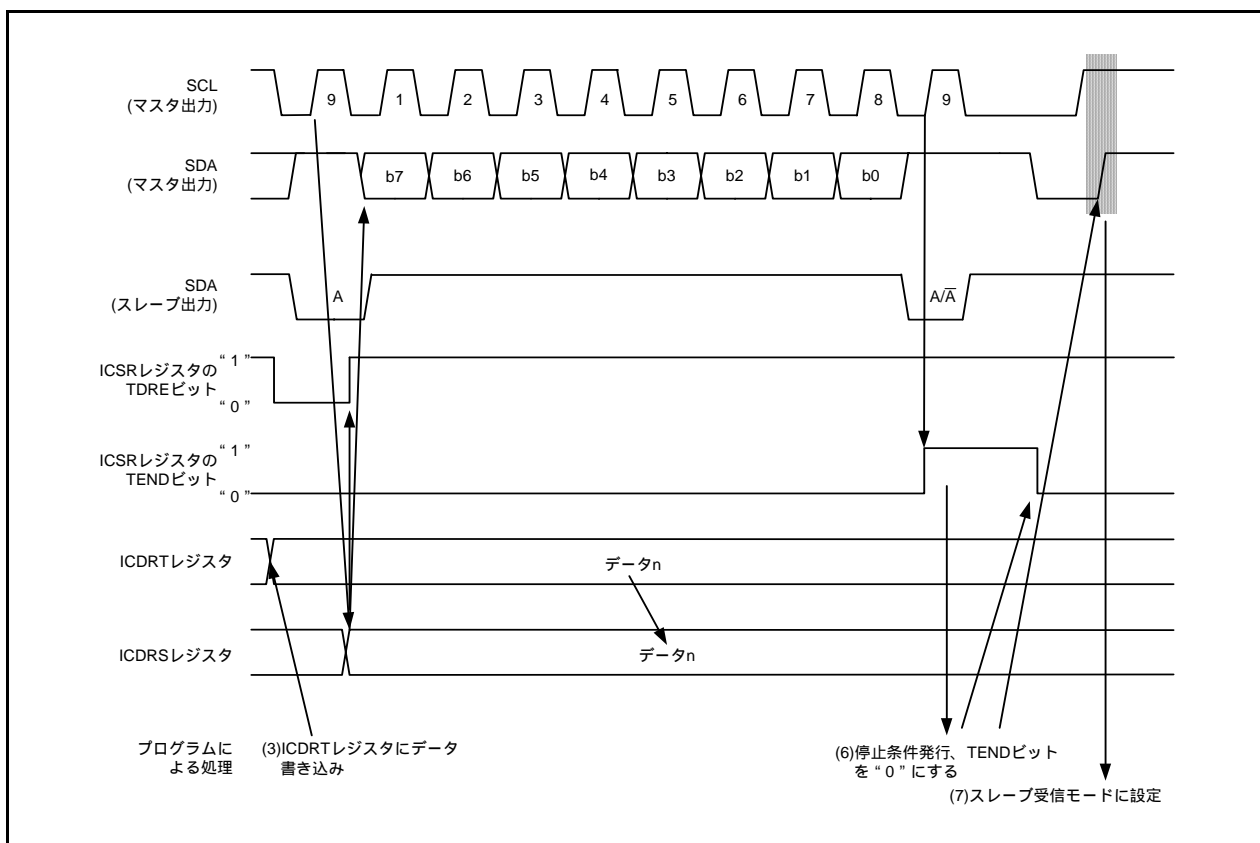 SCL
(マスタ出力)
9 1 2 3 4 5 6 7 8 9
SDA
(マスタ出力)
b7 b6 b5 b4 b3 b2 b1 b0
SDA
(スレーブ出力)
A A/A̅
ICSRレジスタの
TDREビット
“ 1 ”
“ 0 ”
ICSRレジスタの
TENDビット
“ 1 ”
“ 0 ”
ICDRTレジスタ
データn
ICDRSレジスタ
データn
プログラムに
よる処理
(3)ICDRTレジスタにデータ
書き込み
(6)停止条件発行、TENDビット
を“ 0 ”にする
(7)スレーブ受信モードに設定